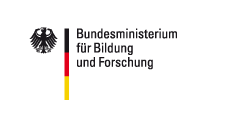 Bundesministerium
für Bildung
und Forschung